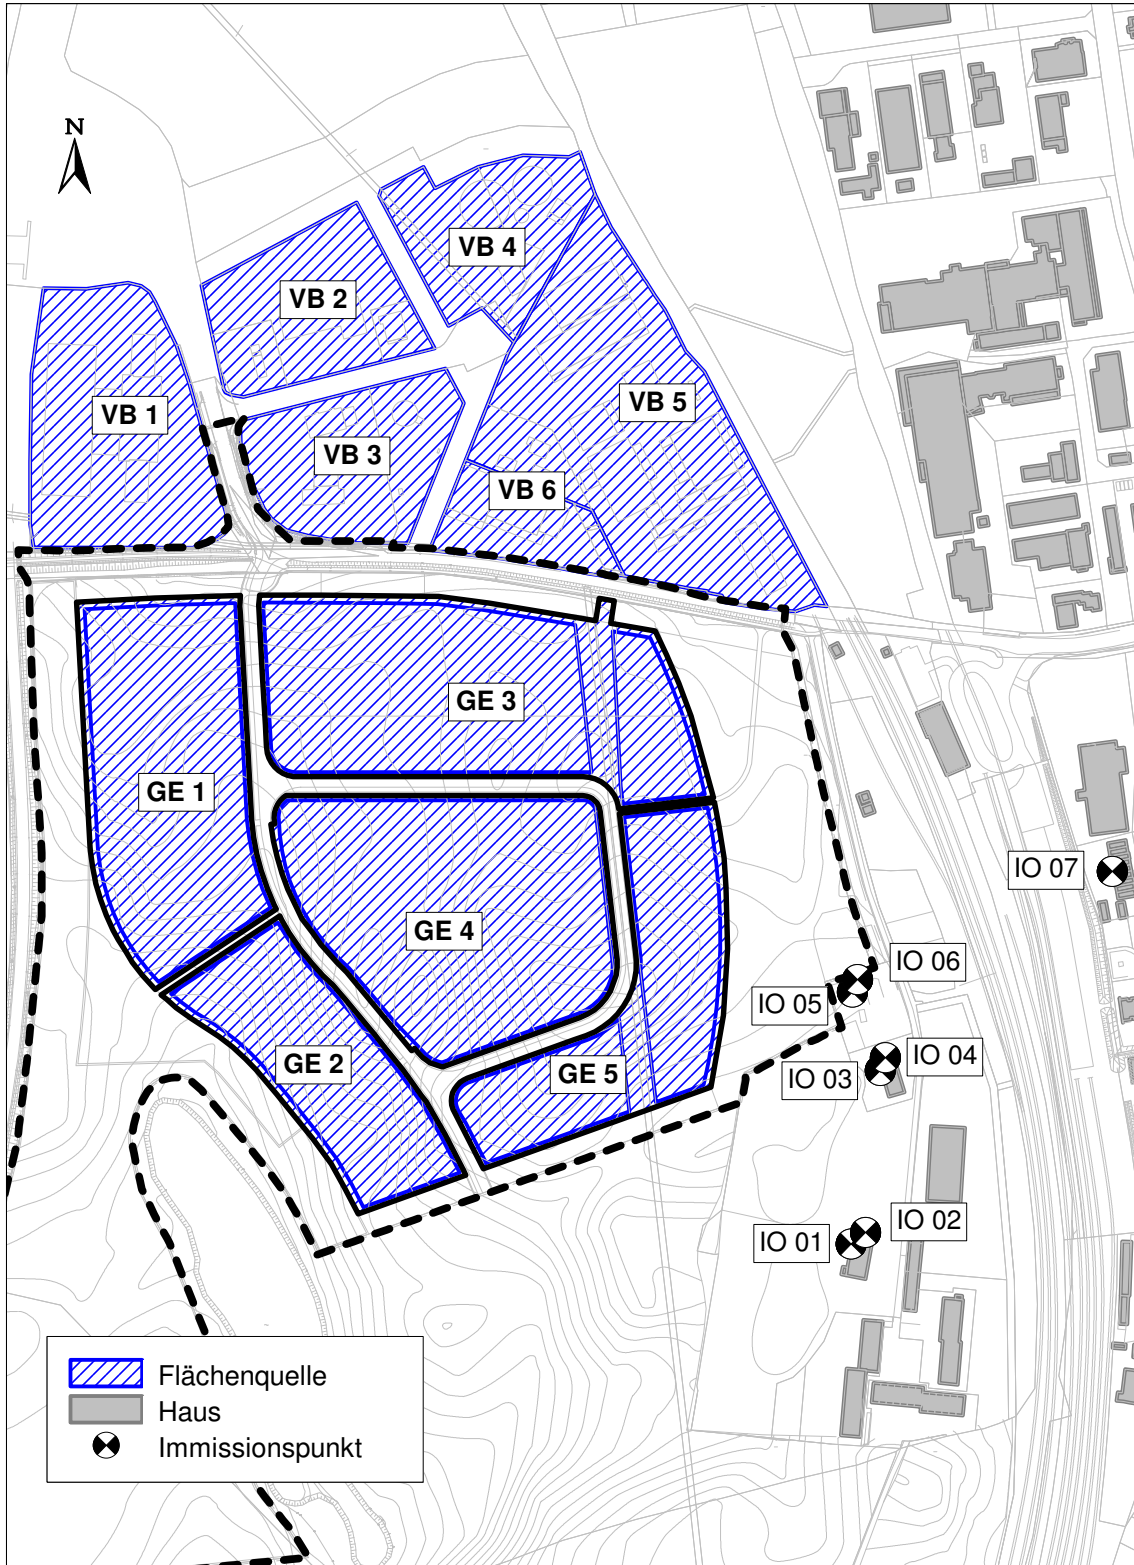 N
VB 4
VB 2
VB 5
VB 1
VB 3
VB 6
GE 3
GE 1
IO 07
GE 4
IO 06
IO 05
IO 04
GE 2
GE 5
IO 03
IO 02
IO 01
Flächenquelle
Haus
Immissionspunkt